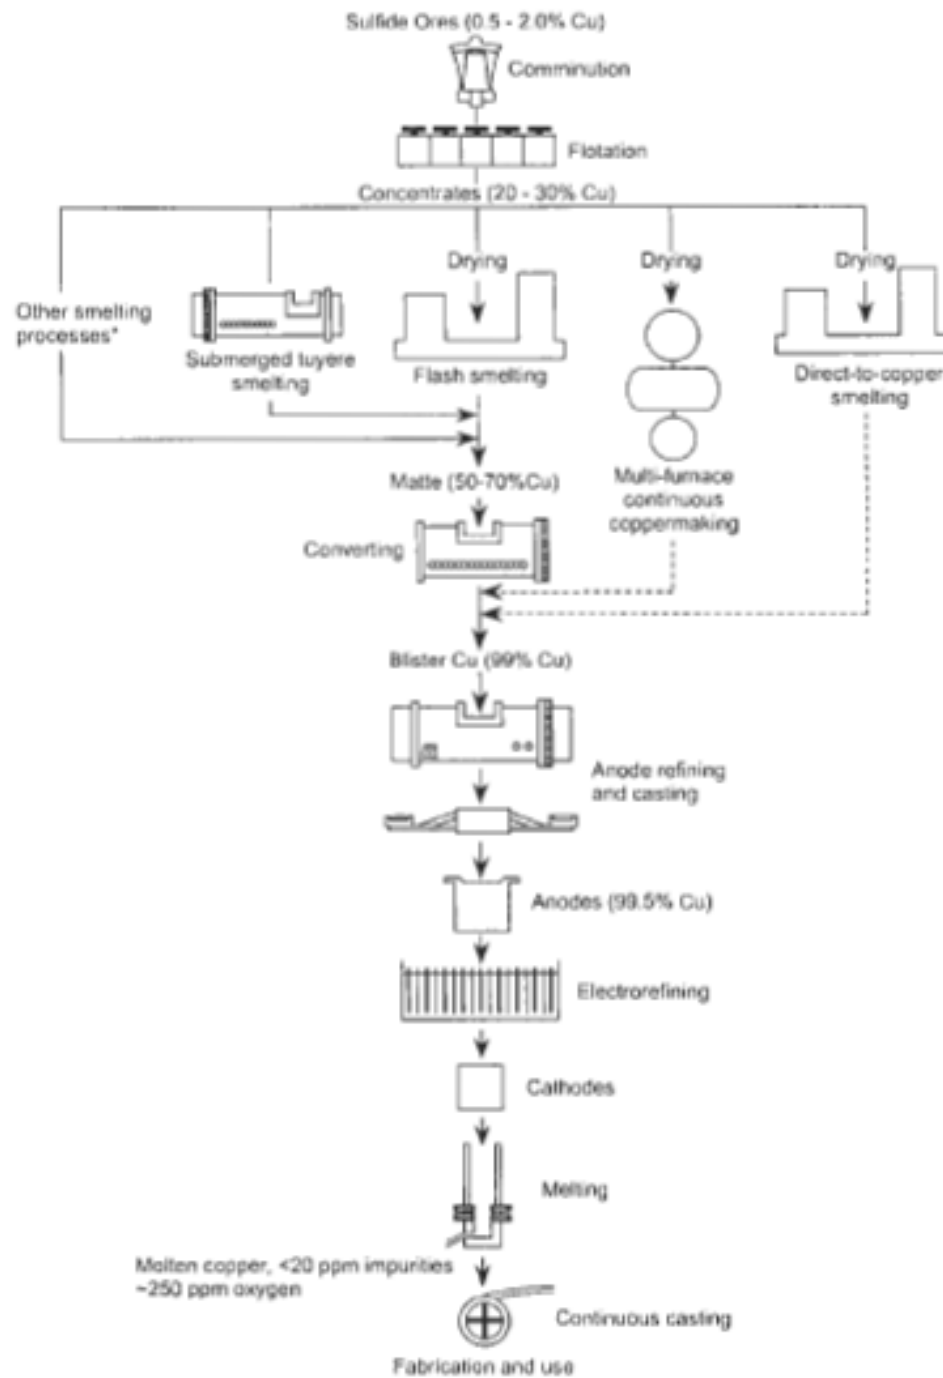 Sulfide Ores (0.5 - 2.0% Cu)
Comminution
Flotation
Concentrates (20 - 30% Cu)
Drying
Drying
Drying
Other smelting
processes*
Submerged tuyere
smelting
Flash smelting
Direct-to-copper
smelting
Matte (50-70%Cu)
Multi-furnace
continuous
coppermaking
Converting
Blister Cu (99% Cu)
Anode refining
and casting
Anodes (99.5% Cu)
Electrorefining
Cathodes
Melting
Molten copper, <20 ppm impurities
~250 ppm oxygen
Continuous casting
Fabrication and use